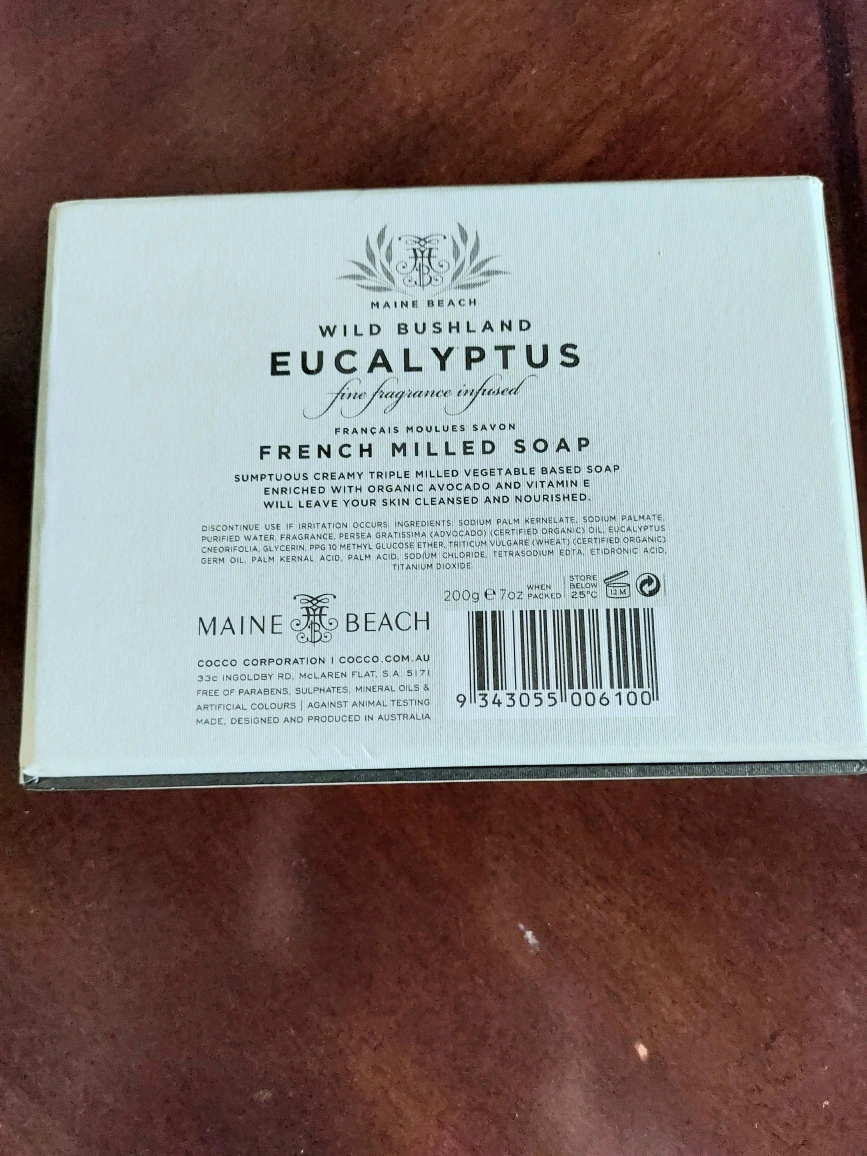 MAINE BEACH
WILD BUSHLAND
EUCALYPTUS
fine fragrance infused
FRANÇAIS MOULUES SAVON
FRENCH MILLED SOAP
SUMPTUOUS CREAMY TRIPLE MILLED VEGETABLE BASED SOAP
ENRICHED WITH ORGANIC AVOCADO AND VITAMIN E
WILL LEAVE YOUR SKIN CLEANSED AND NOURISHED.
DISCONTINUE USE IF IRRITATION OCCURS. INGREDIENTS: SODIUM PALM KERNELATE, SODIUM PALMATE,
PURIFIED WATER, FRAGRANCE, PERSEA GRATISSIMA (ADVOCADO) (CERTIFIED ORGANIC) OIL, EUCALYPTUS
CNEORIFOLIA, GLYCERIN, PPG 10 METHYL GLUCOSE ETHER, TRITICUM VULGARE (WHEAT) (CERTIFIED ORGANIC)
GERM OIL, PALM KERNAL ACID, PALM ACID, SODIUM CHLORIDE, TETRASODIUM EDTA, ETIDRONIC ACID,
TITANIUM DIOXIDE.
200g e 7oz WHEN PACKED STORE BELOW 25°C 12 M
MAINE BEACH
COCCO CORPORATION | COCCO.COM.AU
33c INGOLDBY RD, McLAREN FLAT, S.A. 5171
FREE OF PARABENS, SULPHATES, MINERAL OILS &
ARTIFICIAL COLOURS | AGAINST ANIMAL TESTING
MADE, DESIGNED AND PRODUCED IN AUSTRALIA
9 343055 006100